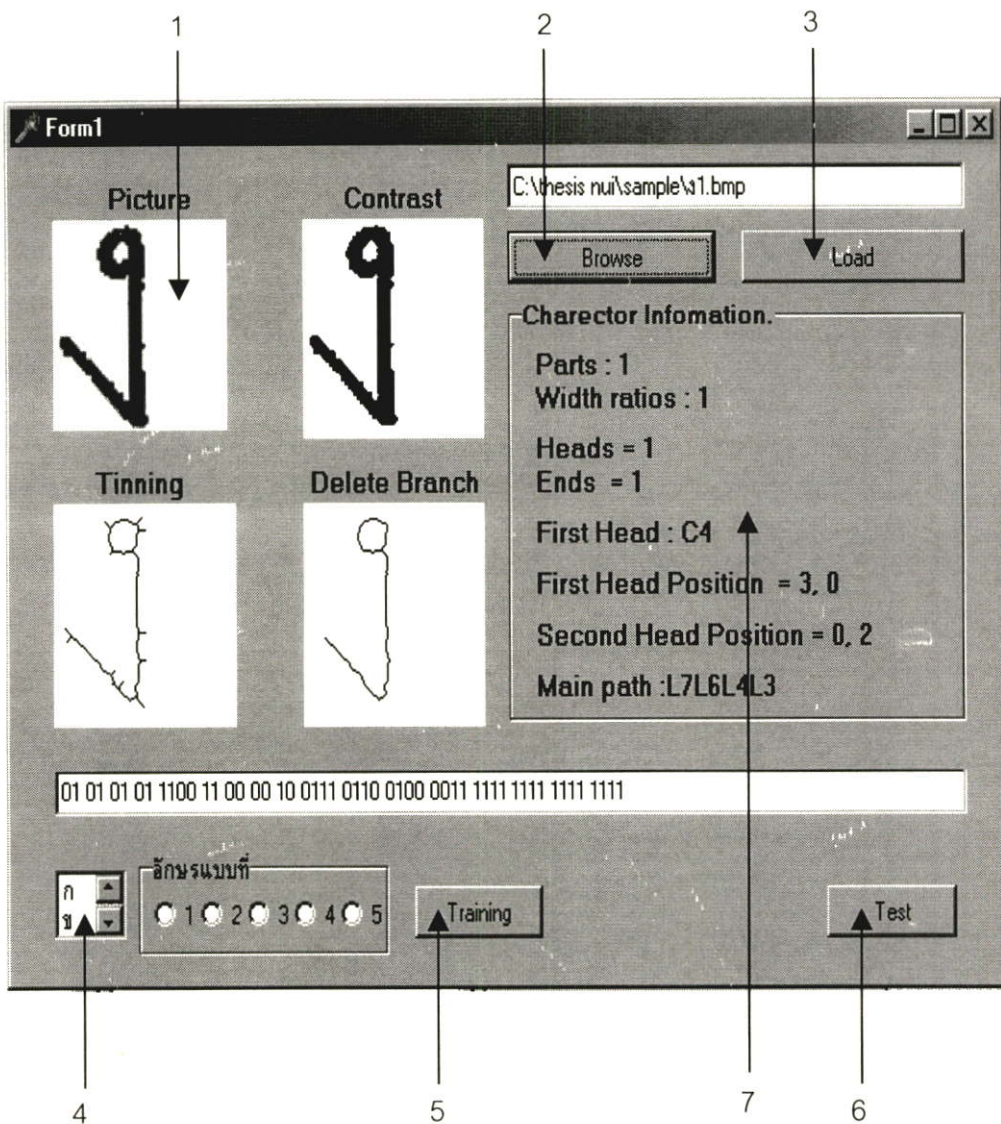 1 2 3
Form1
Picture Contrast
C:\thesis nui\sample\จ1.bmp
Browse Load
Charector Infomation.
Parts : 1
Width ratios : 1
Heads = 1
Ends = 1
Tinning Delete Branch
First Head : C4
First Head Position = 3, 0
Second Head Position = 0, 2
Main path :L7L6L4L3
01 01 01 01 1100 11 00 00 10 0111 0110 0100 0011 1111 1111 1111 1111
ลักษรแบบที่
ก
ข
1 2 3 4 5
Training Test
4 5 7 6